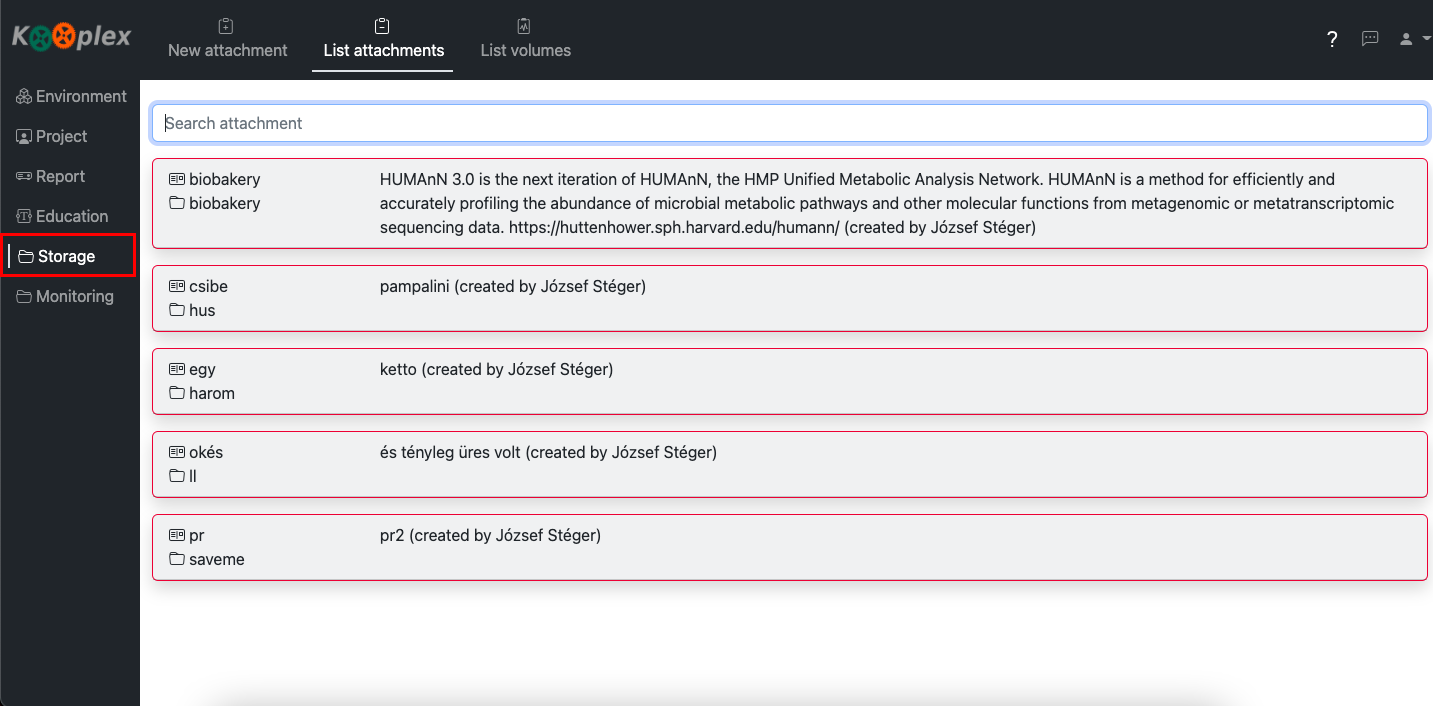 Kooplex
New attachment
List attachments
List volumes
?
Environment
Project
Report
Education
Storage
Monitoring
Search attachment
biobakery
biobakery
HUMAnN 3.0 is the next iteration of HUMAnN, the HMP Unified Metabolic Analysis Network. HUMAnN is a method for efficiently and
accurately profiling the abundance of microbial metabolic pathways and other molecular functions from metagenomic or metatranscriptomic
sequencing data. https://huttenhower.sph.harvard.edu/humann/ (created by József Stéger)
csibe
hus
pampalini (created by József Stéger)
egy
harom
ketto (created by József Stéger)
okés
ll
és tényleg üres volt (created by József Stéger)
pr
saveme
pr2 (created by József Stéger)